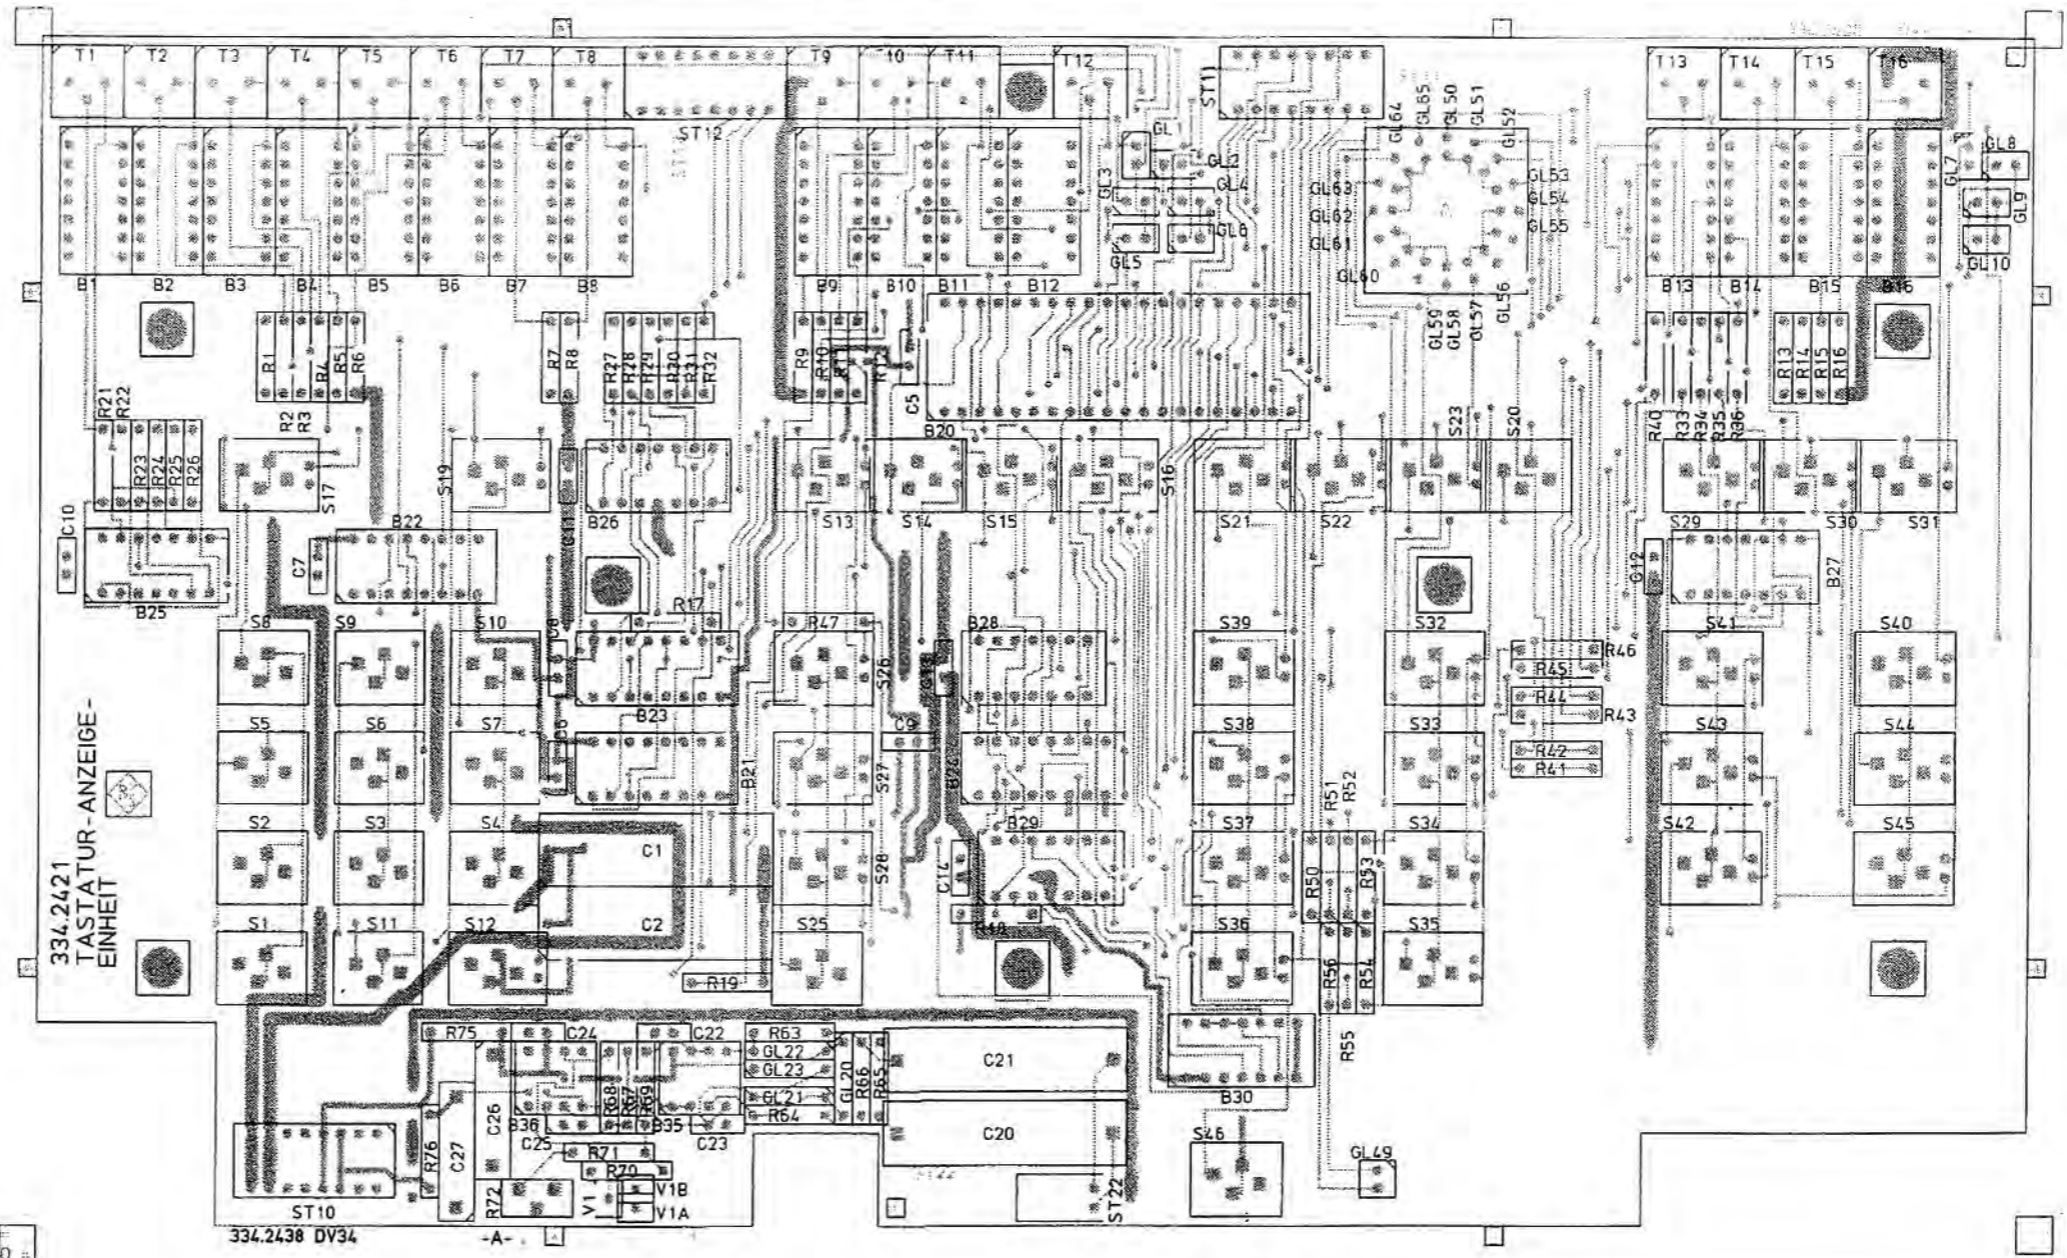 T1 T2 T3 T4 T5 T6 T7 T8 T9 T10 T11 T12 ST11 T13 T14 T15 T16
ST12
GL64 GL65 GL50 GL51 GL52
GL2 GL3 GL4 GL5 GL6
GL63 GL53
GL62 GL54
GL61 GL55
GL60 GL59 GL58 GL57 GL56
GL7 GL8 GL9 GL10
B1 B2 B3 B4 B5 B6 B7 B8 B9 B10 B11 B12 B13 B14 B15 B16
R1 R2 R3 R4 R5 R6 R7 R8 R27 R28 R29 R30 R31 R32 R9 R10 R11 R12 C5
R40 R33 R34 R35 R36 R13 R14 R15 R16
R21 R22 R23 R24 R25 R26
B20
S17 S19 B26 S13 S14 S15 S16 S21 S22 S23 S20 S29 S30 S31
C10 B25 C7 B22 C11 C12 B27
S8 S9 S10 C8 R17 R47 S26 B28 S39 S32 R46 S41 S40
R45
R44
R43
R42
R41
S5 S6 S7 C6 B23 B21 S27 C9 B24 S38 S33 S43 S44
S2 S3 S4 C1 S28 C14 B29 S37 R51 R52 R50 R53 S34 S42 S45
S1 S11 S12 C2 S25 R48 S36 R56 R54 S35
R19
R55
334.2421
TASTATUR-ANZEIGE-
EINHEIT
R75 C24 C22 R63
GL22
GL23
GL21
R64
GL20 R66 R65 C21
C20
R76 C27 C26 B36 C25 R68 R67 R69 B35 C23
R71
R70
R72 V1 V1B
V1A
ST22
B30
S46
GL49
ST10
334.2438 DV34
-A-